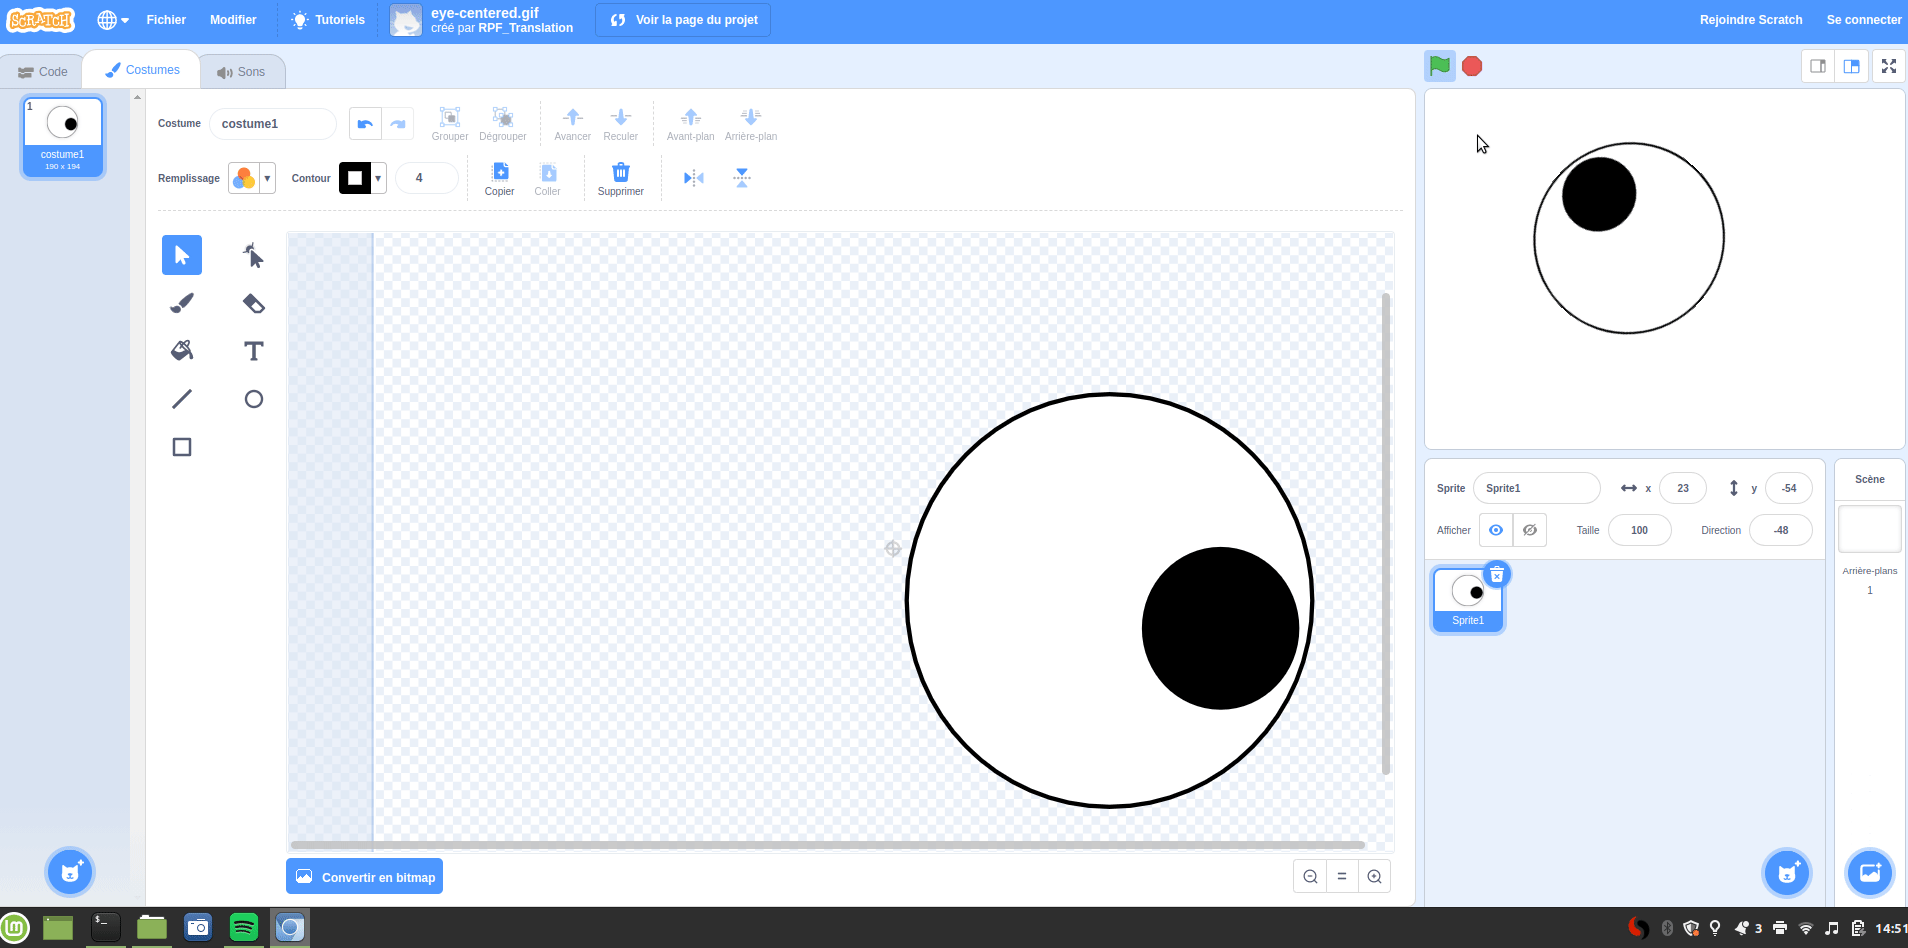 SCRATCH
Fichier
Modifier
Tutoriels
eye-centered.gif
créé par RPF_Translation
Voir la page du projet
Rejoindre Scratch
Se connecter
Code
Costumes
Sons
1
costume1
190 x 194
Costume
costume1
Grouper
Dégrouper
Avancer
Reculer
Avant-plan
Arrière-plan
Remplissage
Contour
4
Copier
Coller
Supprimer
T
Convertir en bitmap
=
Sprite
Sprite1
x
23
y
-54
Afficher
Taille
100
Direction
-48
Sprite1
Scène
Arrière-plans
1
3
14:51